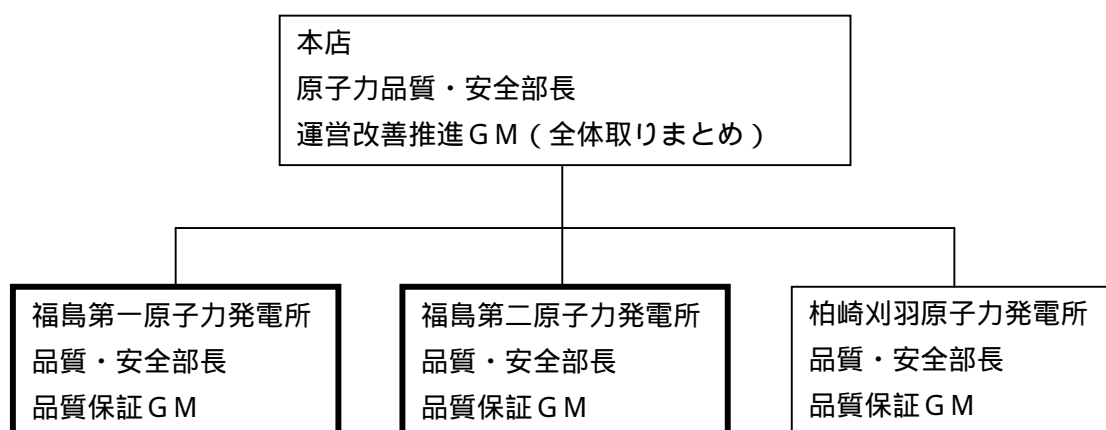 本店
原子力品質・安全部長
運営改善推進ＧＭ（全体取りまとめ）
福島第一原子力発電所
品質・安全部長
品質保証ＧＭ
福島第二原子力発電所
品質・安全部長
品質保証ＧＭ
柏崎刈羽原子力発電所
品質・安全部長
品質保証ＧＭ